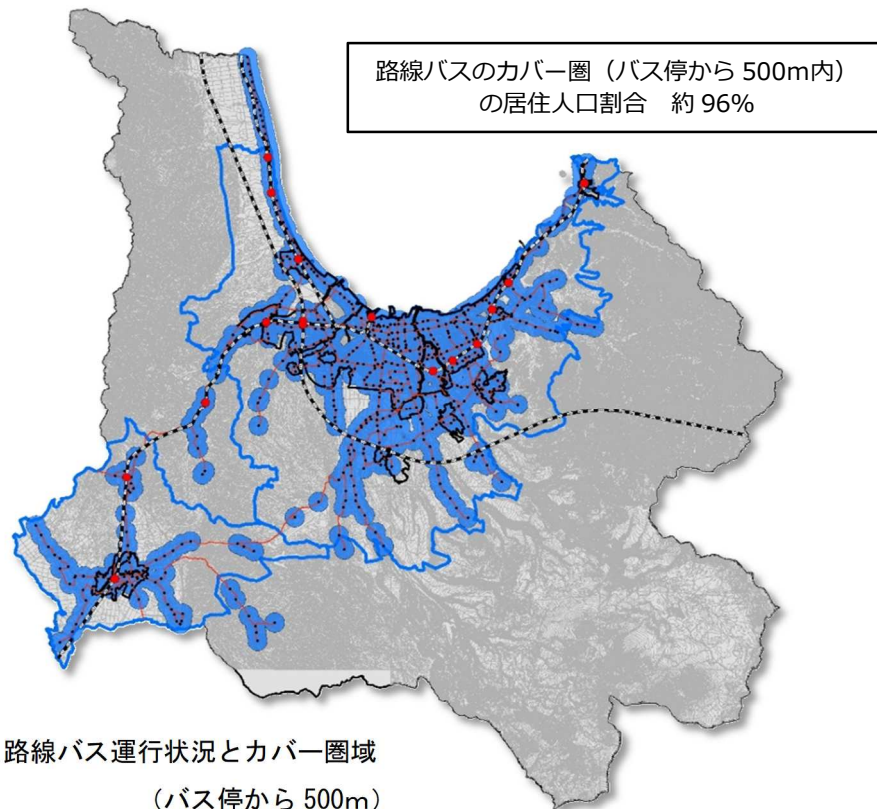 路線バスのカバー圏（バス停から 500m内）
の居住人口割合　約 96%
路線バス運行状況とカバー圏域
（バス停から 500m）